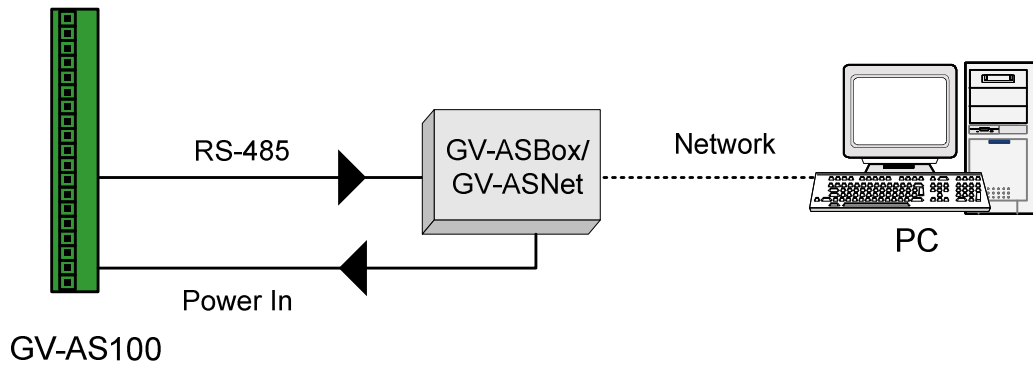 RS-485
GV-ASBox/
GV-ASNet
Network
PC
Power In
GV-AS100